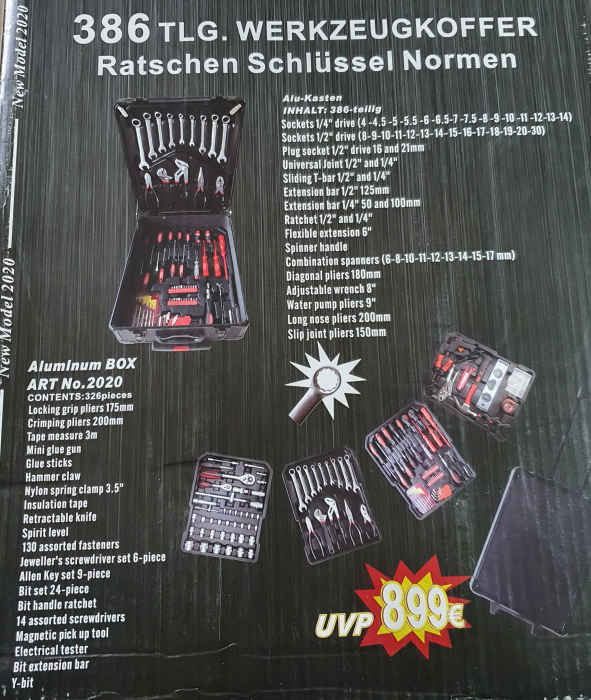 386 TLG. WERKZEUGKOFFER
Ratschen Schlüssel Normen
New Model 2020
Alu-Kasten
INHALT: 386-teilig
Sockets 1/4" drive (4 -4.5 -5 -5.5 -6 -6.5-7 -7.5 -8 -9 -10 -11 -12-13-14)
Sockets 1/2" drive (8-9-10-11-12-13-14-15-16-17-18-19-20-30)
Plug socket 1/2" drive 16 and 21mm
Universal Joint 1/2" and 1/4"
Sliding T-bar 1/2" and 1/4"
Extension bar 1/2" 125mm
Extension bar 1/4" 50 and 100mm
Ratchet 1/2" and 1/4"
Flexible extension 6"
Spinner handle
Combination spanners (6-8-10-11-12-13-14-15-17 mm)
Diagonal pliers 180mm
Adjustable wrench 8"
Water pump pliers 9"
Long nose pliers 200mm
Slip joint pliers 150mm
New Model 2020
Aluminum BOX
ART No.2020
CONTENTS:326pieces
Locking grip pliers 175mm
Crimping pliers 200mm
Tape measure 3m
Mini glue gun
Glue sticks
Hammer claw
Nylon spring clamp 3.5"
Insulation tape
Retractable knife
Spirit level
130 assorted fasteners
Jeweller's screwdriver set 6-piece
Allen Key set 9-piece
Bit set 24-piece
Bit handle ratchet
14 assorted screwdrivers
Magnetic pick up tool
Electrical tester
Bit extension bar
Y-bit
UVP 899€